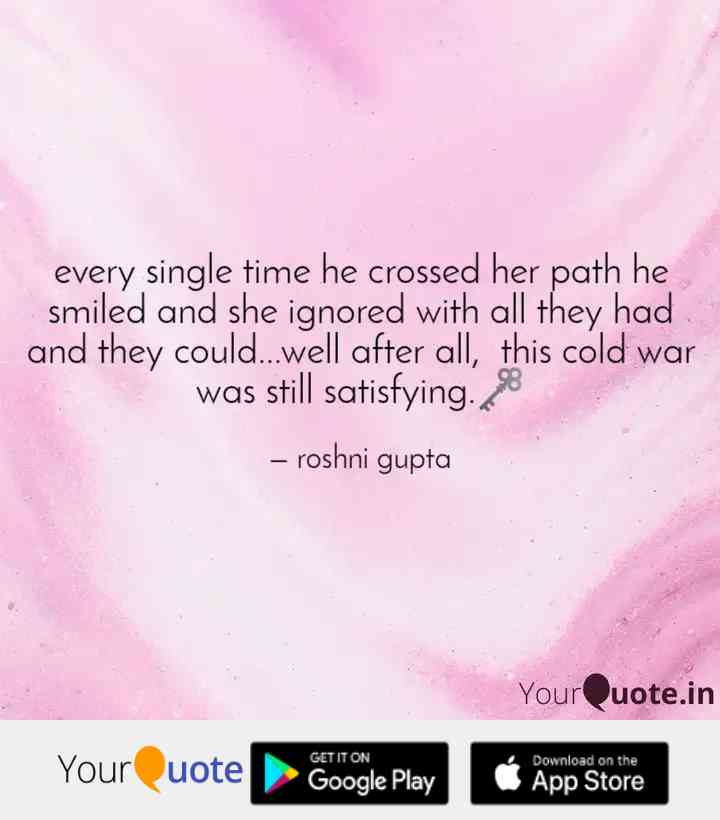 every single time he crossed her path he
smiled and she ignored with all they had
and they could...well after all, this cold war
was still satisfying. 🗝
— roshni gupta
YourQuote.in
YourQuote
GET IT ON
Google Play
Download on the
App Store